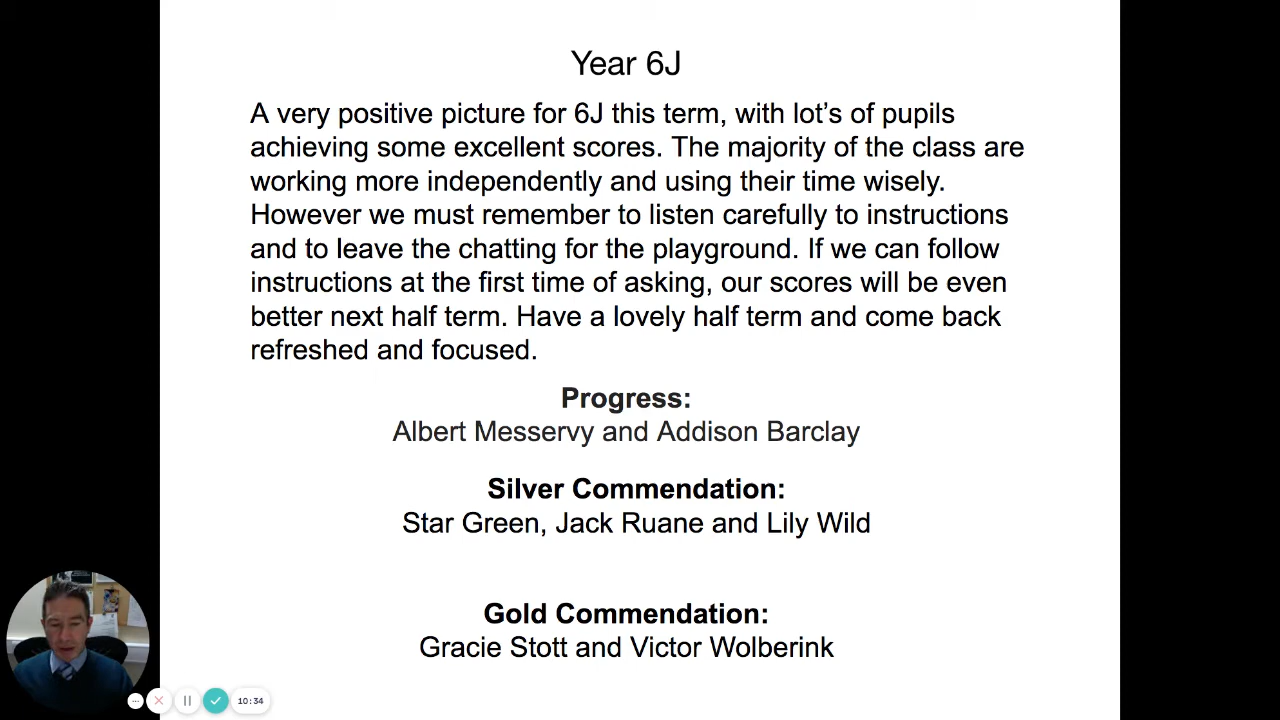 Year 6J
A very positive picture for 6J this term, with lot's of pupils
achieving some excellent scores. The majority of the class are
working more independently and using their time wisely.
However we must remember to listen carefully to instructions
and to leave the chatting for the playground. If we can follow
instructions at the first time of asking, our scores will be even
better next half term. Have a lovely half term and come back
refreshed and focused.
Progress:
Albert Messervy and Addison Barclay
Silver Commendation:
Star Green, Jack Ruane and Lily Wild
Gold Commendation:
Gracie Stott and Victor Wolberink
10:34